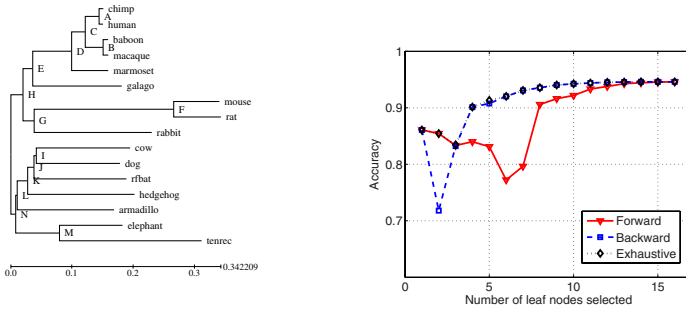 chimp
A
human
C
baboon
B
macaque
D
marmoset
E
galago
H
mouse
F
rat
G
rabbit
cow
I
dog
J
rfbat
K
hedgehog
L
armadillo
N
elephant
M
tenrec
0.0 0.1 0.2 0.3 0.342209
1
0.9
0.8
0.7
Accuracy
Forward
Backward
Exhaustive
0 5 10 15
Number of leaf nodes selected